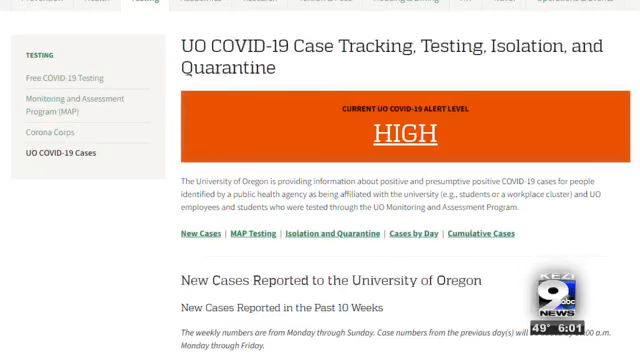 Testing
UO COVID-19 Case Tracking, Testing, Isolation, and
Quarantine
TESTING
Free COVID-19 Testing
Monitoring and Assessment
Program (MAP)
Corona Corps
UO COVID-19 Cases
CURRENT UO COVID-19 ALERT LEVEL
HIGH
The University of Oregon is providing information about positive and presumptive positive COVID-19 cases for people
identified by a public health agency as being affiliated with the university (e.g., students or a workplace cluster) and UO
employees and students who were tested through the UO Monitoring and Assessment Program.
New Cases | MAP Testing | Isolation and Quarantine | Cases by Day | Cumulative Cases
New Cases Reported to the University of Oregon
New Cases Reported in the Past 10 Weeks
The weekly numbers are from Monday through Sunday. Case numbers from the previous day(s) will a.m.
Monday through Friday.
KEZI
9 abc
NEWS
49° 6:01